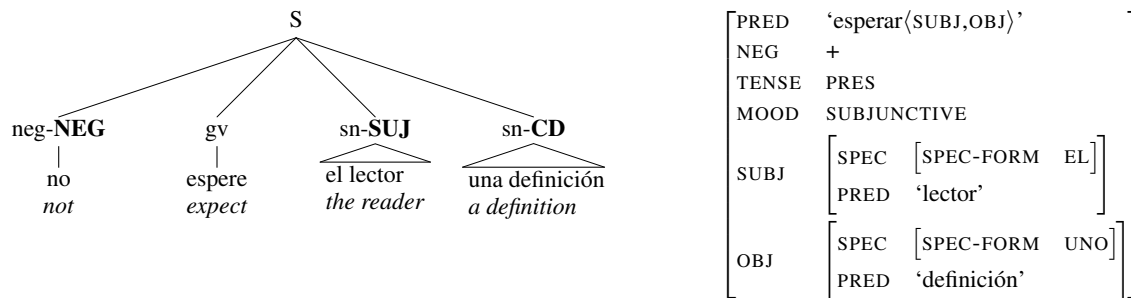 S
neg-NEG gv sn-SUJ sn-CD
no espere el lector una definición
not expect the reader a definition
PRED ‘esperar⟨SUBJ,OBJ⟩’
NEG +
TENSE PRES
MOOD SUBJUNCTIVE
SUBJ [SPEC [SPEC-FORM EL]
PRED ‘lector’]
OBJ [SPEC [SPEC-FORM UNO]
PRED ‘definición’]